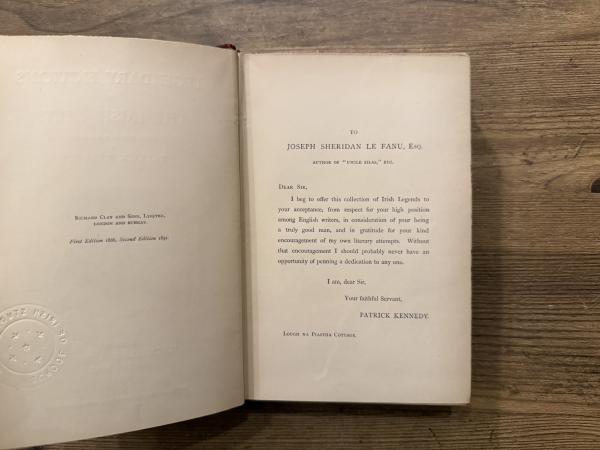 RICHARD CLAY AND SONS, LIMITED,
LONDON AND BUNGAY.
First Edition 1866, Second Edition 1891.
TO
JOSEPH SHERIDAN LE FANU, ESQ.
AUTHOR OF "UNCLE SILAS," ETC.
DEAR SIR,
I beg to offer this collection of Irish Legends to
your acceptance, from respect for your high position
among English writers, in consideration of your being
a truly good man, and in gratitude for your kind
encouragement of my own literary attempts. Without
that encouragement I should probably never have an
opportunity of penning a dedication to any one.
I am, dear Sir,
Your faithful Servant,
PATRICK KENNEDY.
LOUGH NA PIASTHA COTTAGE.